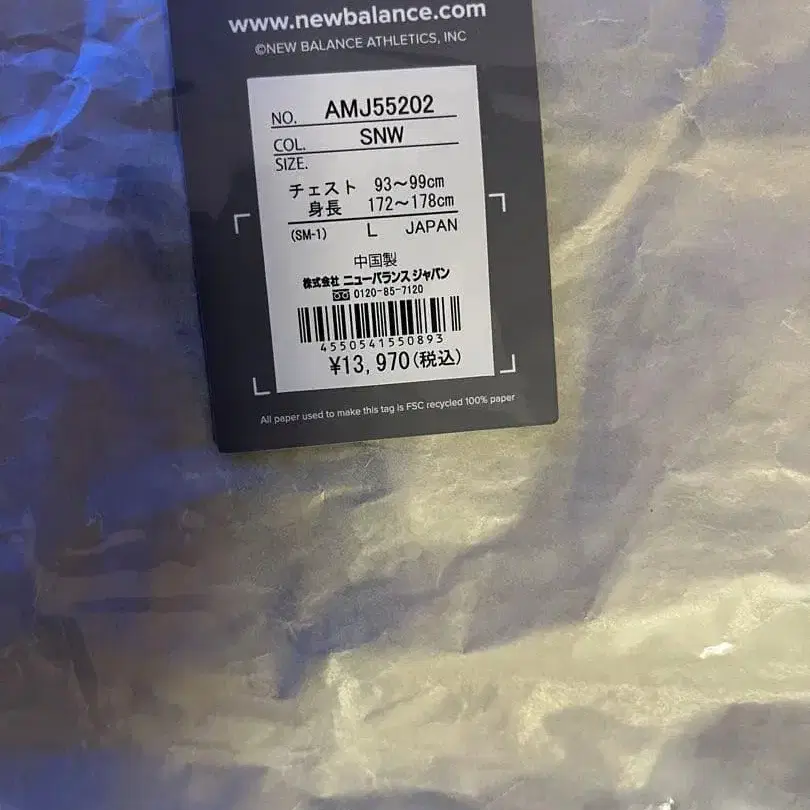 www.newbalance.com
©NEW BALANCE ATHLETICS, INC
NO. AMJ55202
COL. SNW
SIZE.
チェスト 93～99cm
身長 172～178cm
(SM-1) L JAPAN
中国製
株式会社 ニューバランス ジャパン
0120-85-7120
4550541550893
¥13,970(税込)
All paper used to make this tag is FSC recycled 100% paper